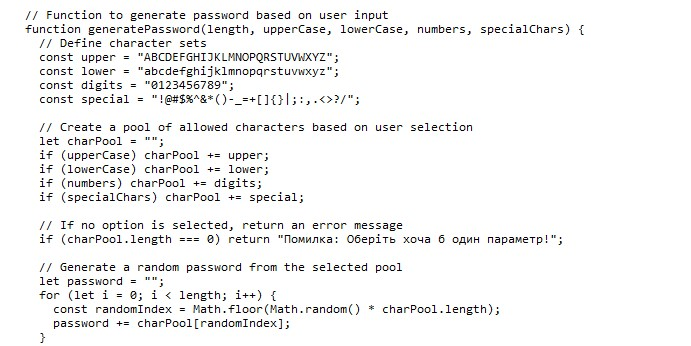 // Function to generate password based on user input
function generatePassword(length, upperCase, lowerCase, numbers, specialChars) {
// Define character sets
const upper = "ABCDEFGHIJKLMNOPQRSTUVWXYZ";
const lower = "abcdefghijklmnopqrstuvwxyz";
const digits = "0123456789";
const special = "!@#$%^&*()-_=+[]{}|;:,.<>?/";
// Create a pool of allowed characters based on user selection
let charPool = "";
if (upperCase) charPool += upper;
if (lowerCase) charPool += lower;
if (numbers) charPool += digits;
if (specialChars) charPool += special;
// If no option is selected, return an error message
if (charPool.length === 0) return "Помилка: Оберіть хоча б один параметр!";
// Generate a random password from the selected pool
let password = "";
for (let i = 0; i < length; i++) {
const randomIndex = Math.floor(Math.random() * charPool.length);
password += charPool[randomIndex];
}